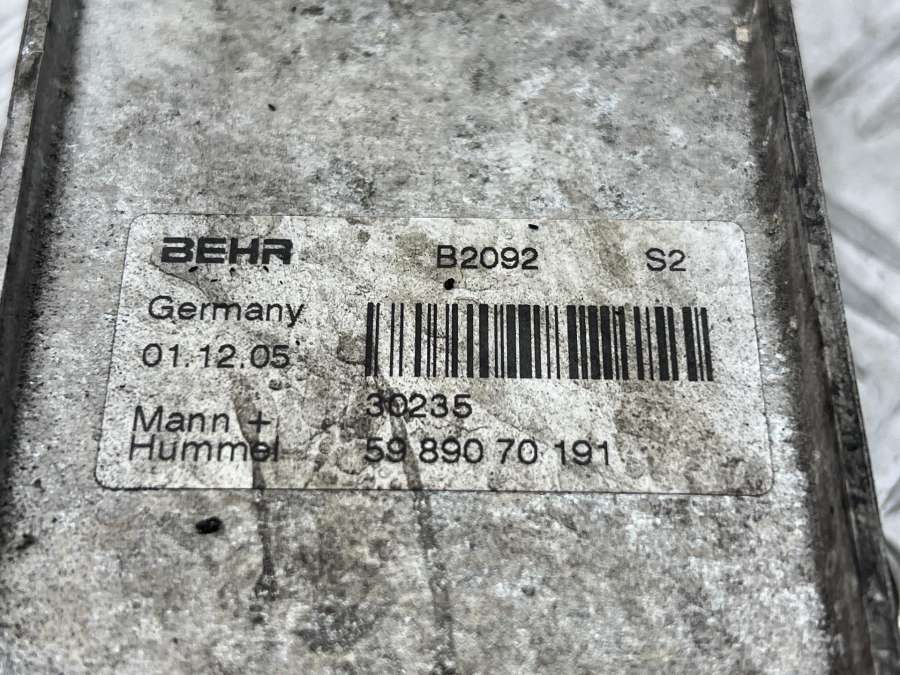 BEHR B2092 S2
Germany
01.12.05
30235
Mann +
Hummel 59 890 70 191